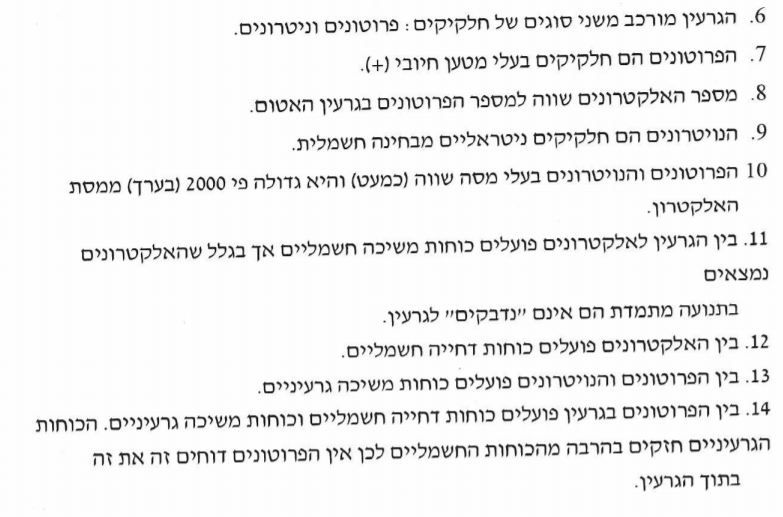 6. הגרעין מורכב משני סוגים של חלקיקים: פרוטונים וניטרונים.
7. הפרוטונים הם חלקיקים בעלי מטען חיובי (+).
8. מספר האלקטרונים שווה למספר הפרוטונים בגרעין האטום.
9. הנויטרונים הם חלקיקים ניטראליים מבחינה חשמלית.
10 הפרוטונים והנויטרונים בעלי מסה שווה (כמעט) והיא גדולה פי 2000 (בערך) ממסת
האלקטרון.
11. בין הגרעין לאלקטרונים פועלים כוחות משיכה חשמליים אך בגלל שהאלקטרונים
נמצאים
בתנועה מתמדת הם אינם "נדבקים" לגרעין.
12. בין האלקטרונים פועלים כוחות דחייה חשמליים.
13. בין הפרוטונים והנויטרונים פועלים כוחות משיכה גרעיניים.
14. בין הפרוטונים בגרעין פועלים כוחות דחייה חשמליים וכוחות משיכה גרעיניים. הכוחות
הגרעיניים חזקים בהרבה מהכוחות החשמליים לכן אין הפרוטונים דוחים זה את זה
בתוך הגרעין.